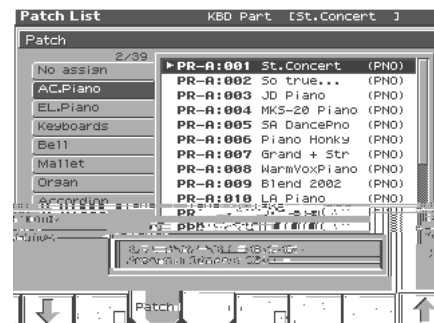 Patch List KBD Part [St.Concert ]
Patch
2/39
No assign
AC.Piano
EL.Piano
Keyboards
Bell
Mallet
Organ
Accordion
PR-A:001 St.Concert (PNO)
PR-A:002 So true... (PNO)
PR-A:003 JD Piano (PNO)
PR-A:004 MKS-20 Piano (PNO)
PR-A:005 SA DancePno (PNO)
PR-A:006 Piano Honky (PNO)
PR-A:007 Grand + Str (PNO)
PR-A:008 WarmVoxPiano (PNO)
PR-A:009 Blend 2002 (PNO)
PR-A:010 LA Piano (PNO)
Patch